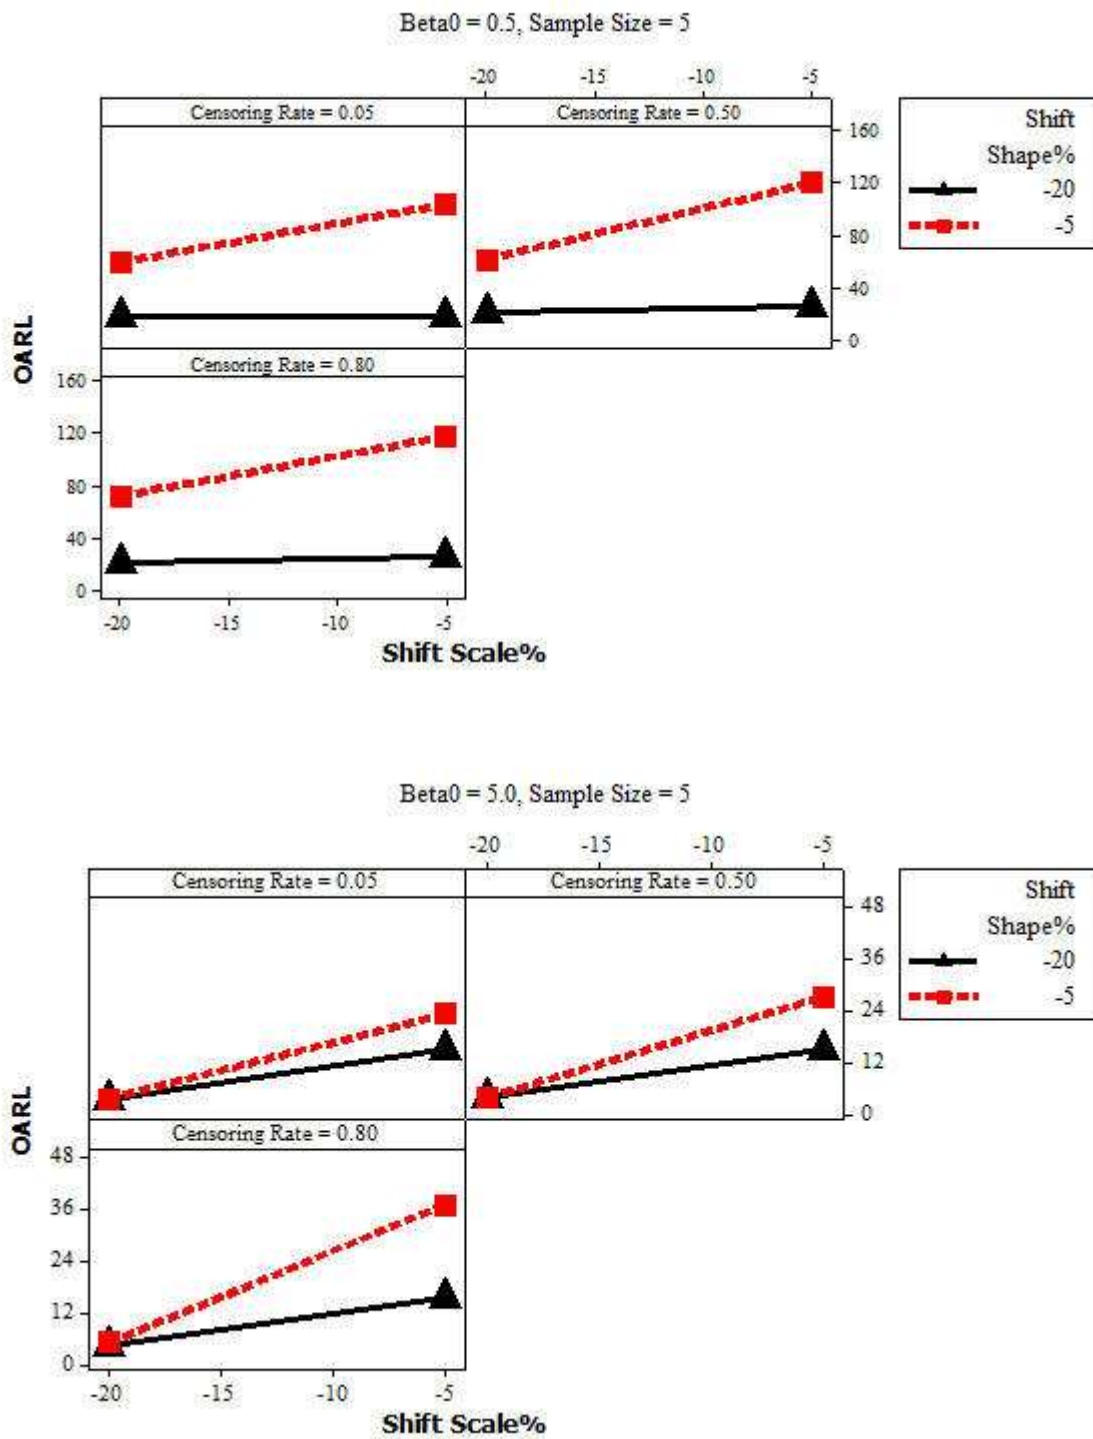 Beta0 = 0.5, Sample Size = 5
-20 -15 -10 -5
Censoring Rate = 0.05 Censoring Rate = 0.50
160
120
80
40
0
Shift
Shape%
-20
-5
OARL
Censoring Rate = 0.80
160
120
80
40
0
-20 -15 -10 -5
Shift Scale%
Beta0 = 5.0, Sample Size = 5
-20 -15 -10 -5
Censoring Rate = 0.05 Censoring Rate = 0.50
48
36
24
12
0
Shift
Shape%
-20
-5
OARL
Censoring Rate = 0.80
48
36
24
12
0
-20 -15 -10 -5
Shift Scale%